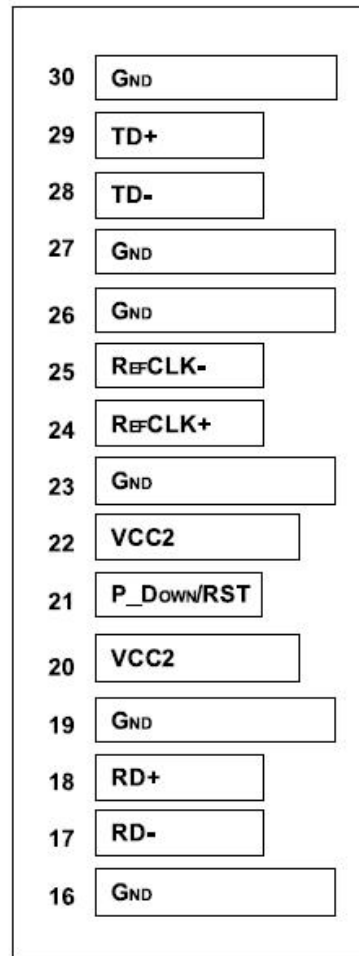 30 GND
29 TD+
28 TD-
27 GND
26 GND
25 REFCLK-
24 REFCLK+
23 GND
22 VCC2
21 P_DOWN/RST
20 VCC2
19 GND
18 RD+
17 RD-
16 GND